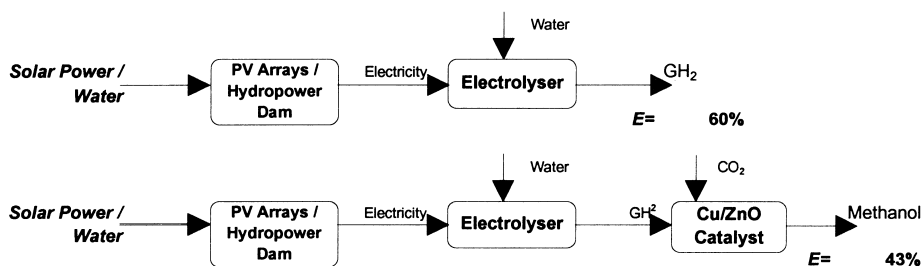 Water
Solar Power /
Water
PV Arrays /
Hydropower
Dam
Electricity
Electrolyser
GH₂
E= 60%
Water
CO₂
Solar Power /
Water
PV Arrays /
Hydropower
Dam
Electricity
Electrolyser
GH²
Cu/ZnO
Catalyst
Methanol
E= 43%